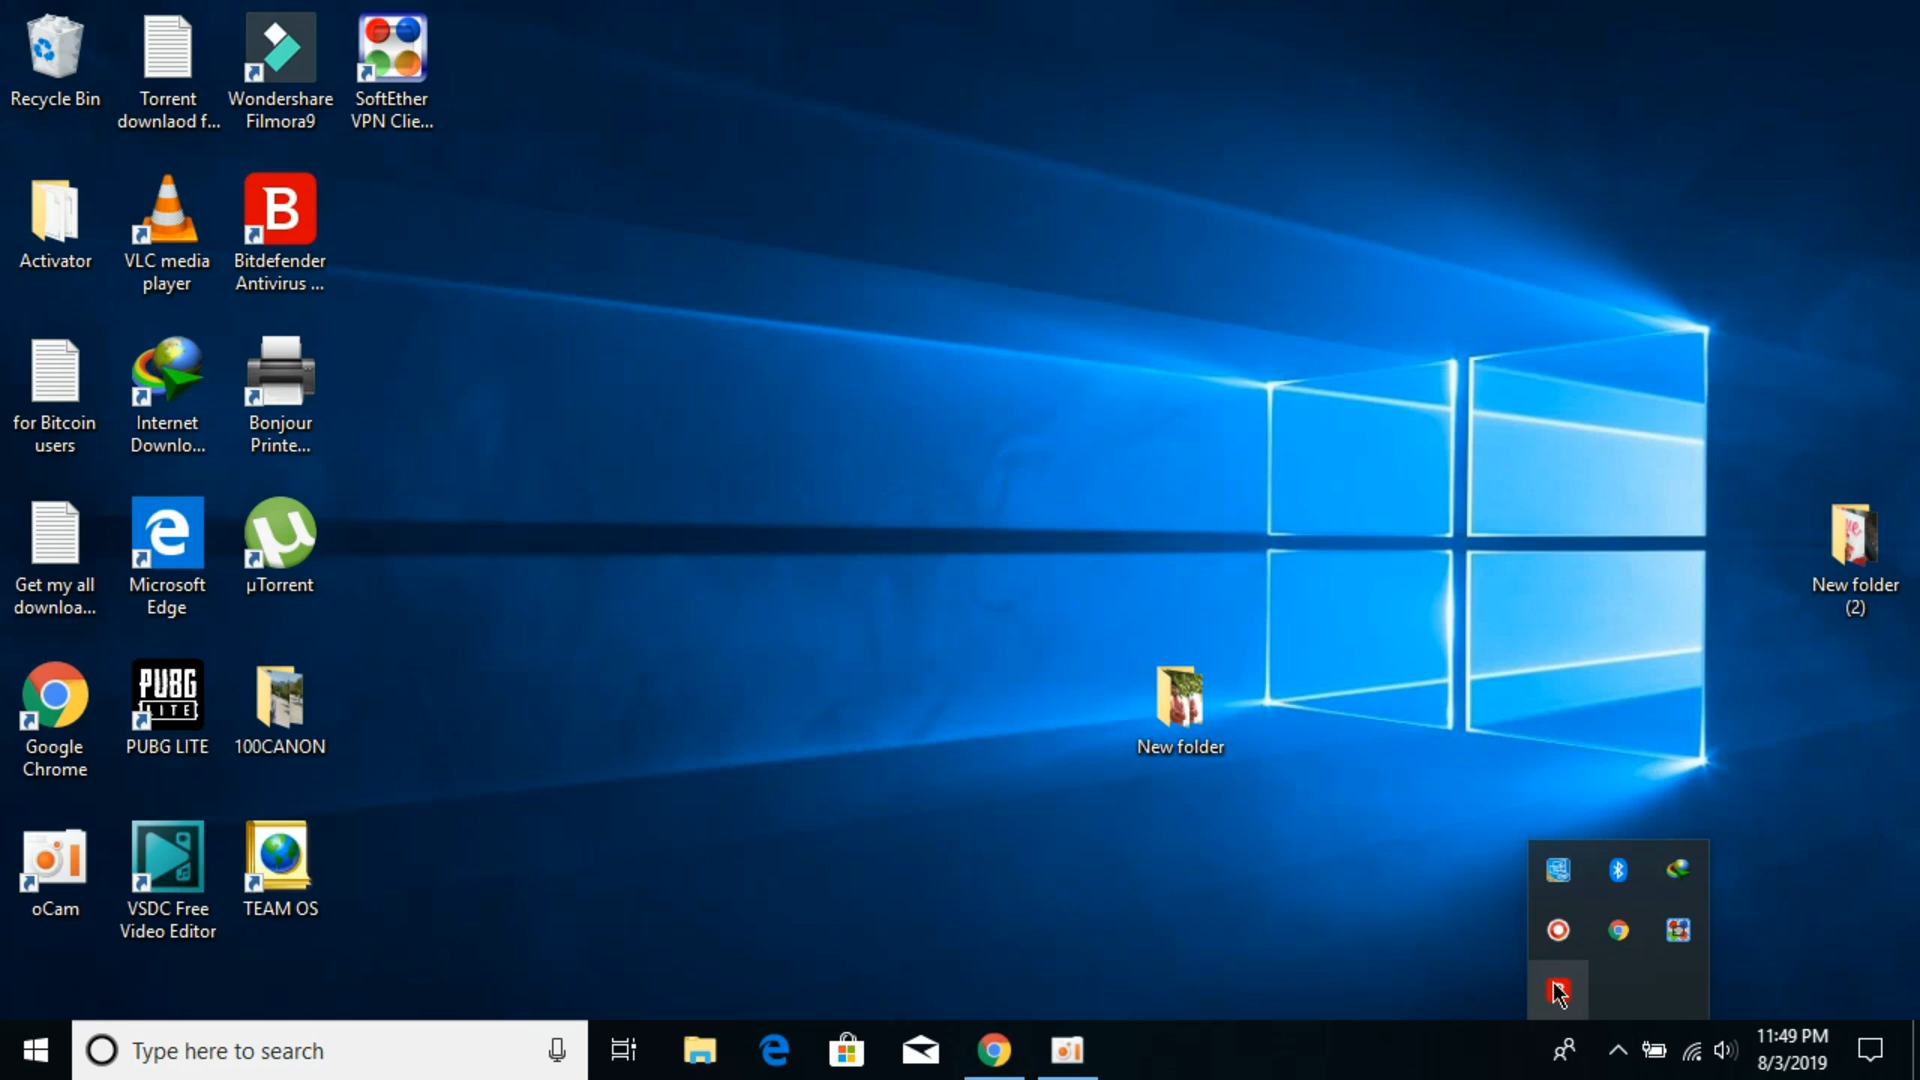 Recycle Bin
Torrent
downlaod f...
Wondershare
Filmora9
SoftEther
VPN Clie...
Activator
VLC media
player
B
Bitdefender
Antivirus ...
for Bitcoin
users
Internet
Downlo...
Bonjour
Printe...
Get my all
downloa...
Microsoft
Edge
µ
µTorrent
Google
Chrome
PUBG
LITE
PUBG LITE
100CANON
oCam
VSDC Free
Video Editor
TEAM OS
New folder
New folder
(2)
Type here to search
11:49 PM
8/3/2019